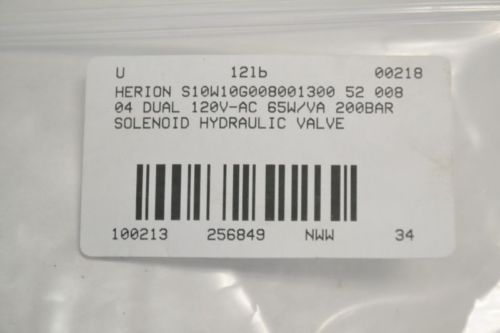 U 12lb 00218
HERION S10W10G008001300 52 008
04 DUAL 120V-AC 65W/VA 200BAR
SOLENOID HYDRAULIC VALVE
100213 256849 NWW 34